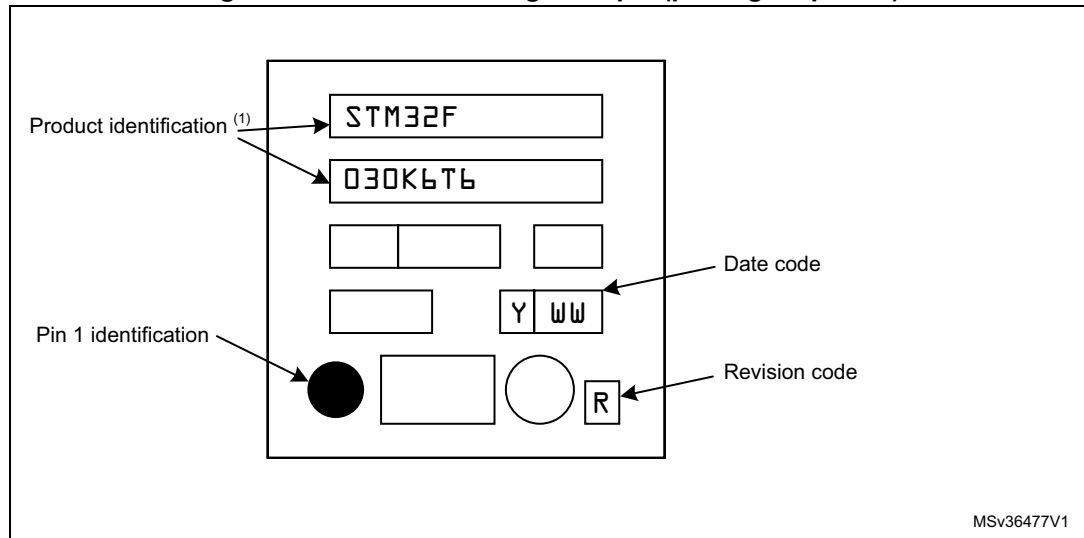 STM32F
Product identification (1)
030K6T6
Date code
Y WW
Pin 1 identification
Revision code
R
MSv36477V1